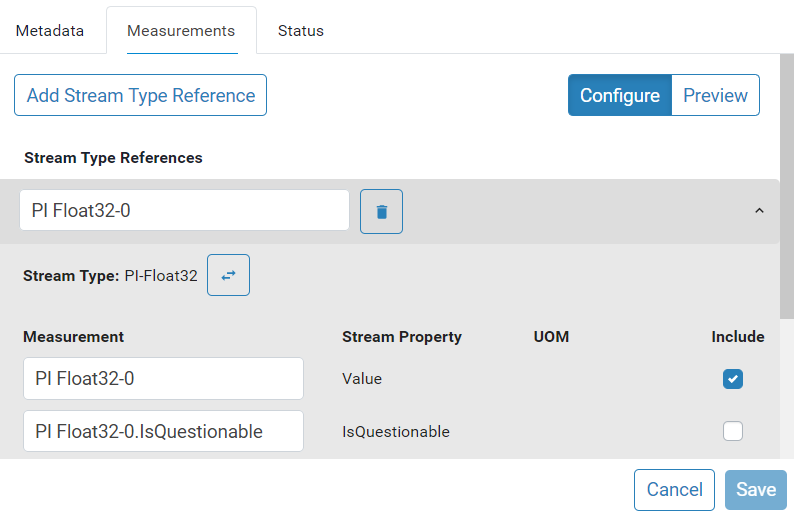 Metadata Measurements Status
Add Stream Type Reference Configure Preview
Stream Type References
PI Float32-0
Stream Type: PI-Float32
Measurement Stream Property UOM Include
PI Float32-0 Value
PI Float32-0.IsQuestionable IsQuestionable
Cancel Save